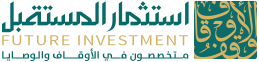 استثمار المستقبل
FUTURE INVESTMENT
متخصصون في الأوقاف والوصايا